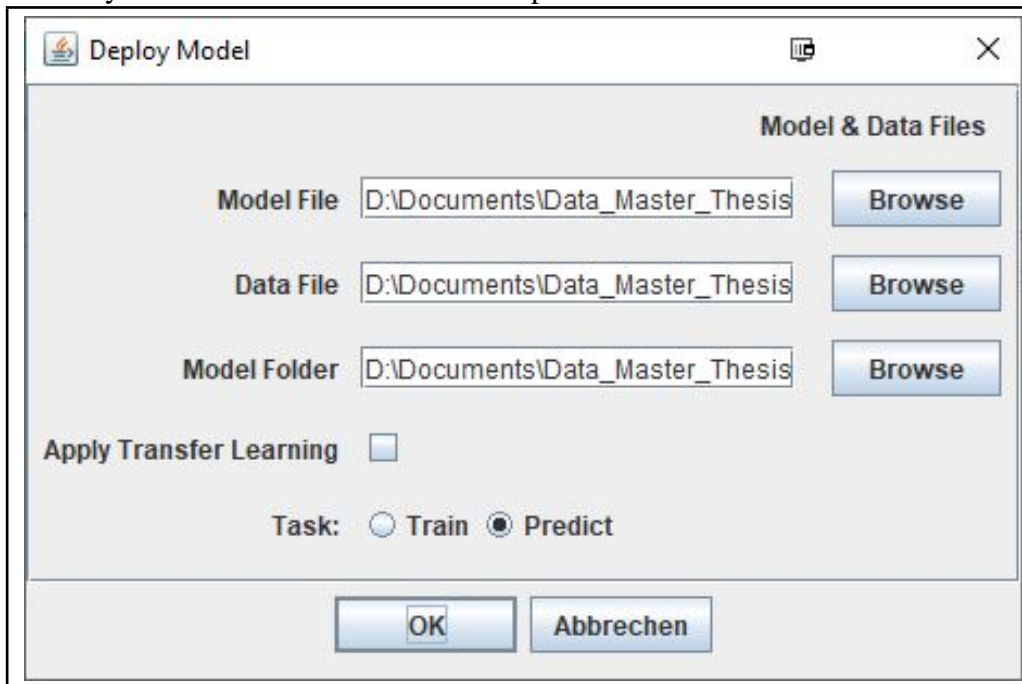 Deploy Model
Model & Data Files
Model File D:\Documents\Data_Master_Thesis Browse
Data File D:\Documents\Data_Master_Thesis Browse
Model Folder D:\Documents\Data_Master_Thesis Browse
Apply Transfer Learning
Task: Train Predict
OK Abbrechen